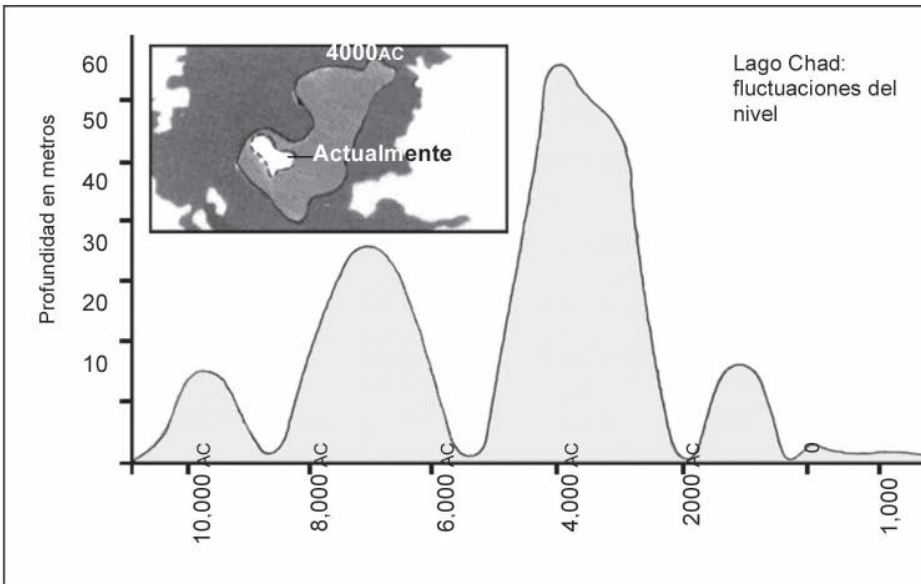 Lago Chad:
fluctuaciones del
nivel
Profundidad en metros
60
50
40
30
20
10
4000AC
Actualmente
10.000 AC
8,000 AC
6.000 AC
4.000 AC
2000 AC
0
1,000